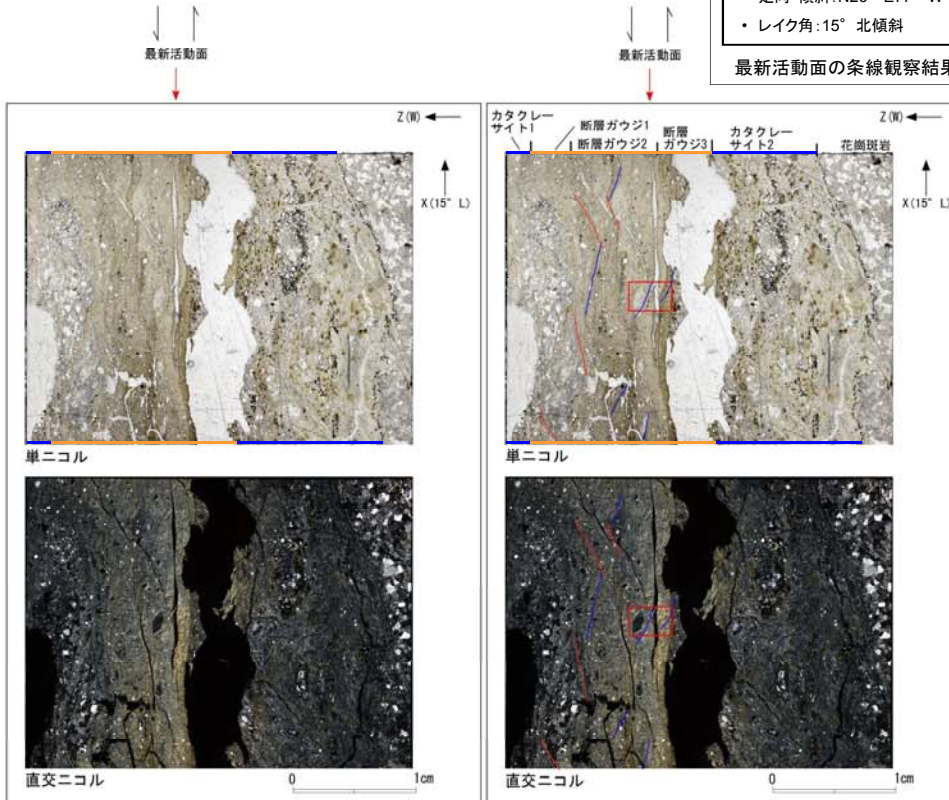 • レイク角:15° 北傾斜
最新活動面の条線観察結果
最新活動面
最新活動面
Z(W)
X(15° L)
単ニコル
直交ニコル
0 1cm
カタクレー
サイト1
断層ガウジ1
断層ガウジ2
断層
ガウジ3
カタクレー
サイト2
花崗斑岩
Z(W)
X(15° L)
単ニコル
直交ニコル
0 1cm